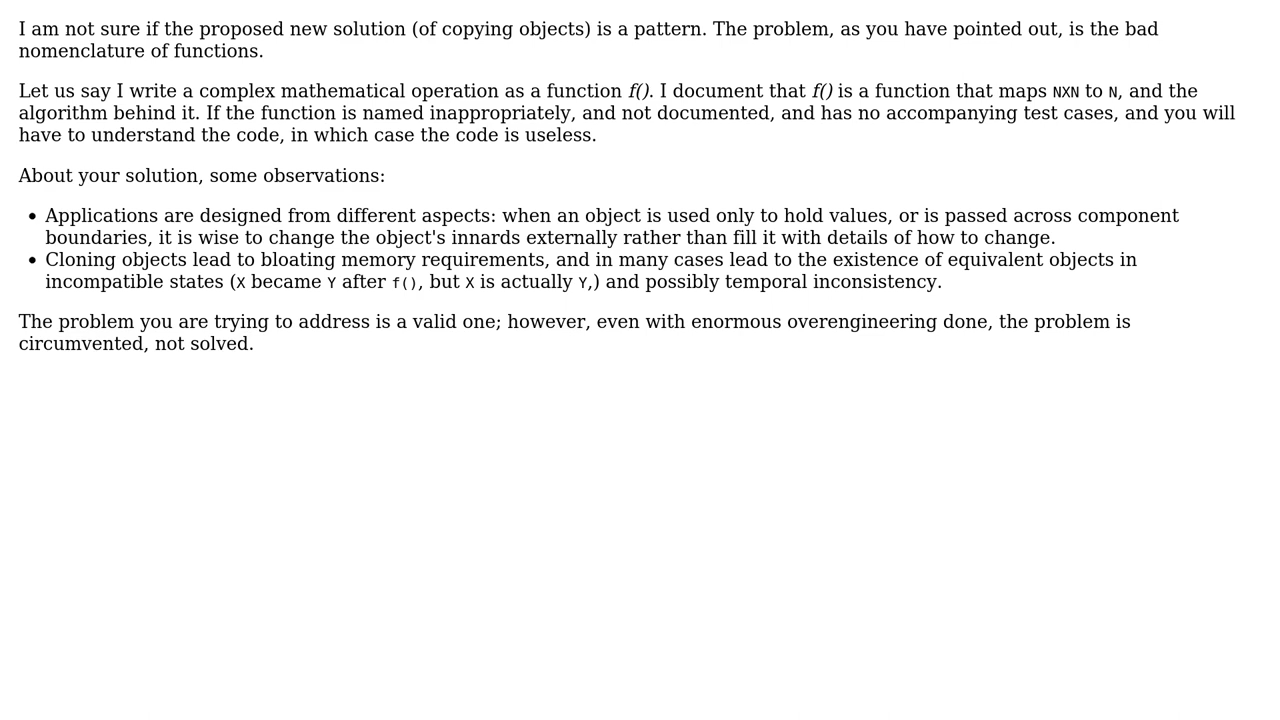 I am not sure if the proposed new solution (of copying objects) is a pattern. The problem, as you have pointed out, is the bad
nomenclature of functions.
Let us say I write a complex mathematical operation as a function f(). I document that f() is a function that maps NXN to N, and the
algorithm behind it. If the function is named inappropriately, and not documented, and has no accompanying test cases, and you will
have to understand the code, in which case the code is useless.
About your solution, some observations:
• Applications are designed from different aspects: when an object is used only to hold values, or is passed across component
boundaries, it is wise to change the object's innards externally rather than fill it with details of how to change.
• Cloning objects lead to bloating memory requirements, and in many cases lead to the existence of equivalent objects in
incompatible states (X became Y after f(), but X is actually Y,) and possibly temporal inconsistency.
The problem you are trying to address is a valid one; however, even with enormous overengineering done, the problem is
circumvented, not solved.